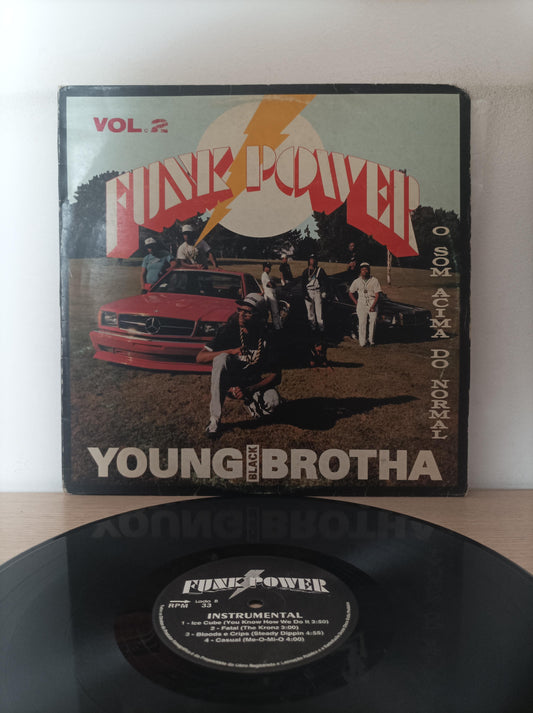 VOL. 2
FUNK POWER
O SOM ACIMA DO NORMAL
YOUNG BLACK BROTHA
FUNK POWER
RPM
Lado B
33
INSTRUMENTAL
1 - Ice Cube (You Know How We Do It 3:50)
2 - Fatal (The Kronz 3:00)
3 - Bloods e Crips (Steady Dippin 4:55)
4 - Casual (Me-O-Mi-O 4:00)